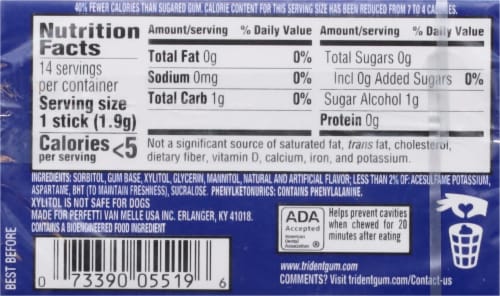 40% FEWER CALORIES THAN SUGARED GUM. CALORIE CONTENT FOR THIS SERVING SIZE HAS BEEN REDUCED FROM 7 TO 4 CALORIES.
Nutrition Facts
14 servings per container
Serving size
1 stick (1.9g)
Calories <5
per serving
Amount/serving % Daily Value
Total Fat 0g 0%
Sodium 0mg 0%
Total Carb 1g 0%
Amount/serving % Daily Value
Total Sugars 0g
Incl 0g Added Sugars 0%
Sugar Alcohol 1g
Protein 0g
Not a significant source of saturated fat, trans fat, cholesterol,
dietary fiber, vitamin D, calcium, iron, and potassium.
INGREDIENTS: SORBITOL, GUM BASE, XYLITOL, GLYCERIN, MANNITOL, NATURAL AND ARTIFICIAL FLAVOR; LESS THAN 2% OF: ACESULFAME POTASSIUM,
ASPARTAME, BHT (TO MAINTAIN FRESHNESS), SUCRALOSE. PHENYLKETONURICS: CONTAINS PHENYLALANINE.
XYLITOL IS NOT SAFE FOR DOGS
MADE FOR PERFETTI VAN MELLE USA INC. ERLANGER, KY 41018.
CONTAINS A BIOENGINEERED FOOD INGREDIENT
BEST BEFORE
0 73390 05519 6
ADA
Accepted
American
Dental
Association
Helps prevent cavities
when chewed for 20
minutes after eating
www.tridentgum.com
COMMENTS? Visit tridentgum.com/Contact-us